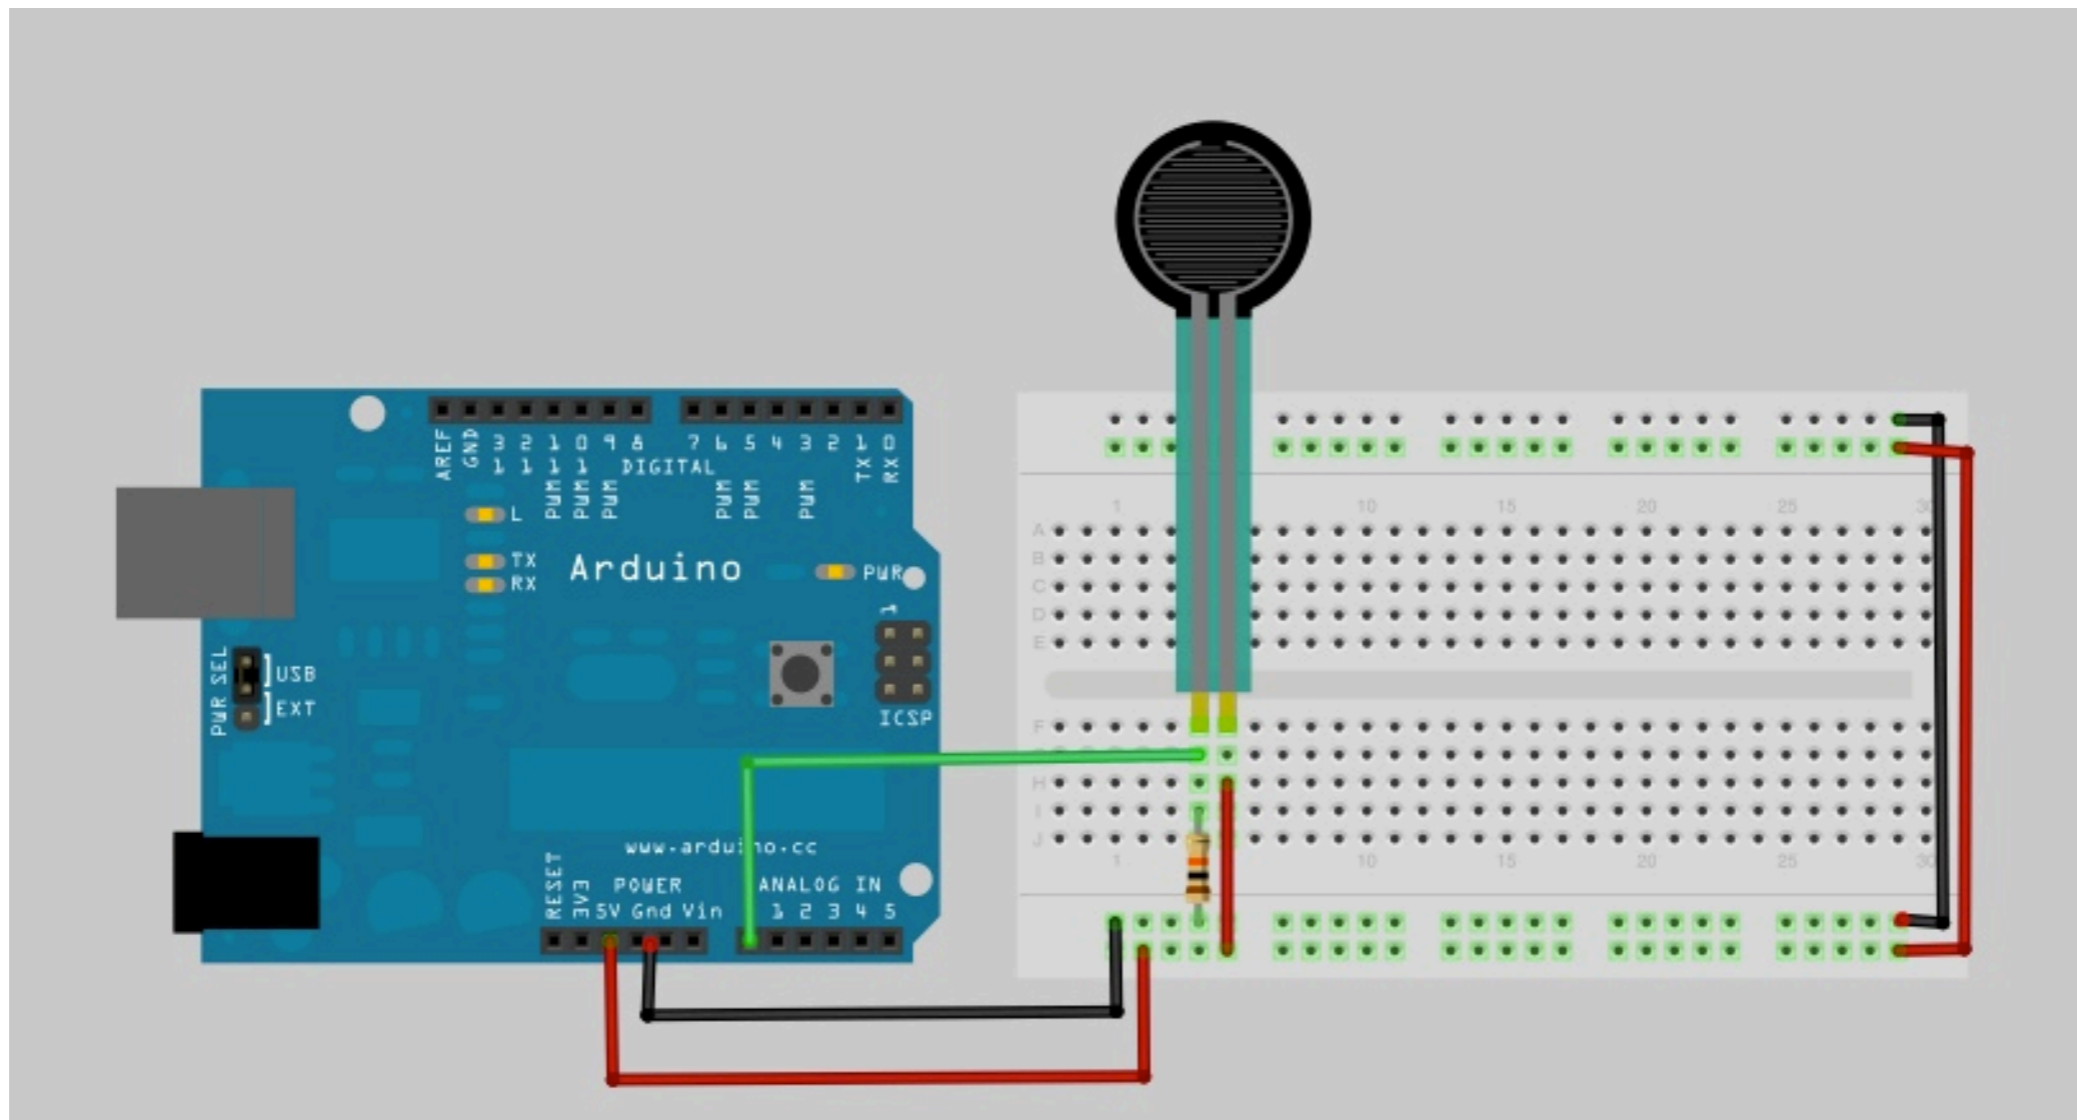 AREF
GND
13
12
11
10
9
8
7
6
5
4
3
2
TX 1
RX 0
DIGITAL
PWM
PWM
PWM
PWM
PWM
PWM
L
TX
RX
Arduino
PWR
1
ICSP
PWR SEL
USB
EXT
www.arduino.cc
RESET
3V3
POWER
5V Gnd Vin
ANALOG IN
1 2 3 4 5
1 10 15 20 25 30
A
B
C
D
E
F
H
I
J
1 10 15 20 25 30